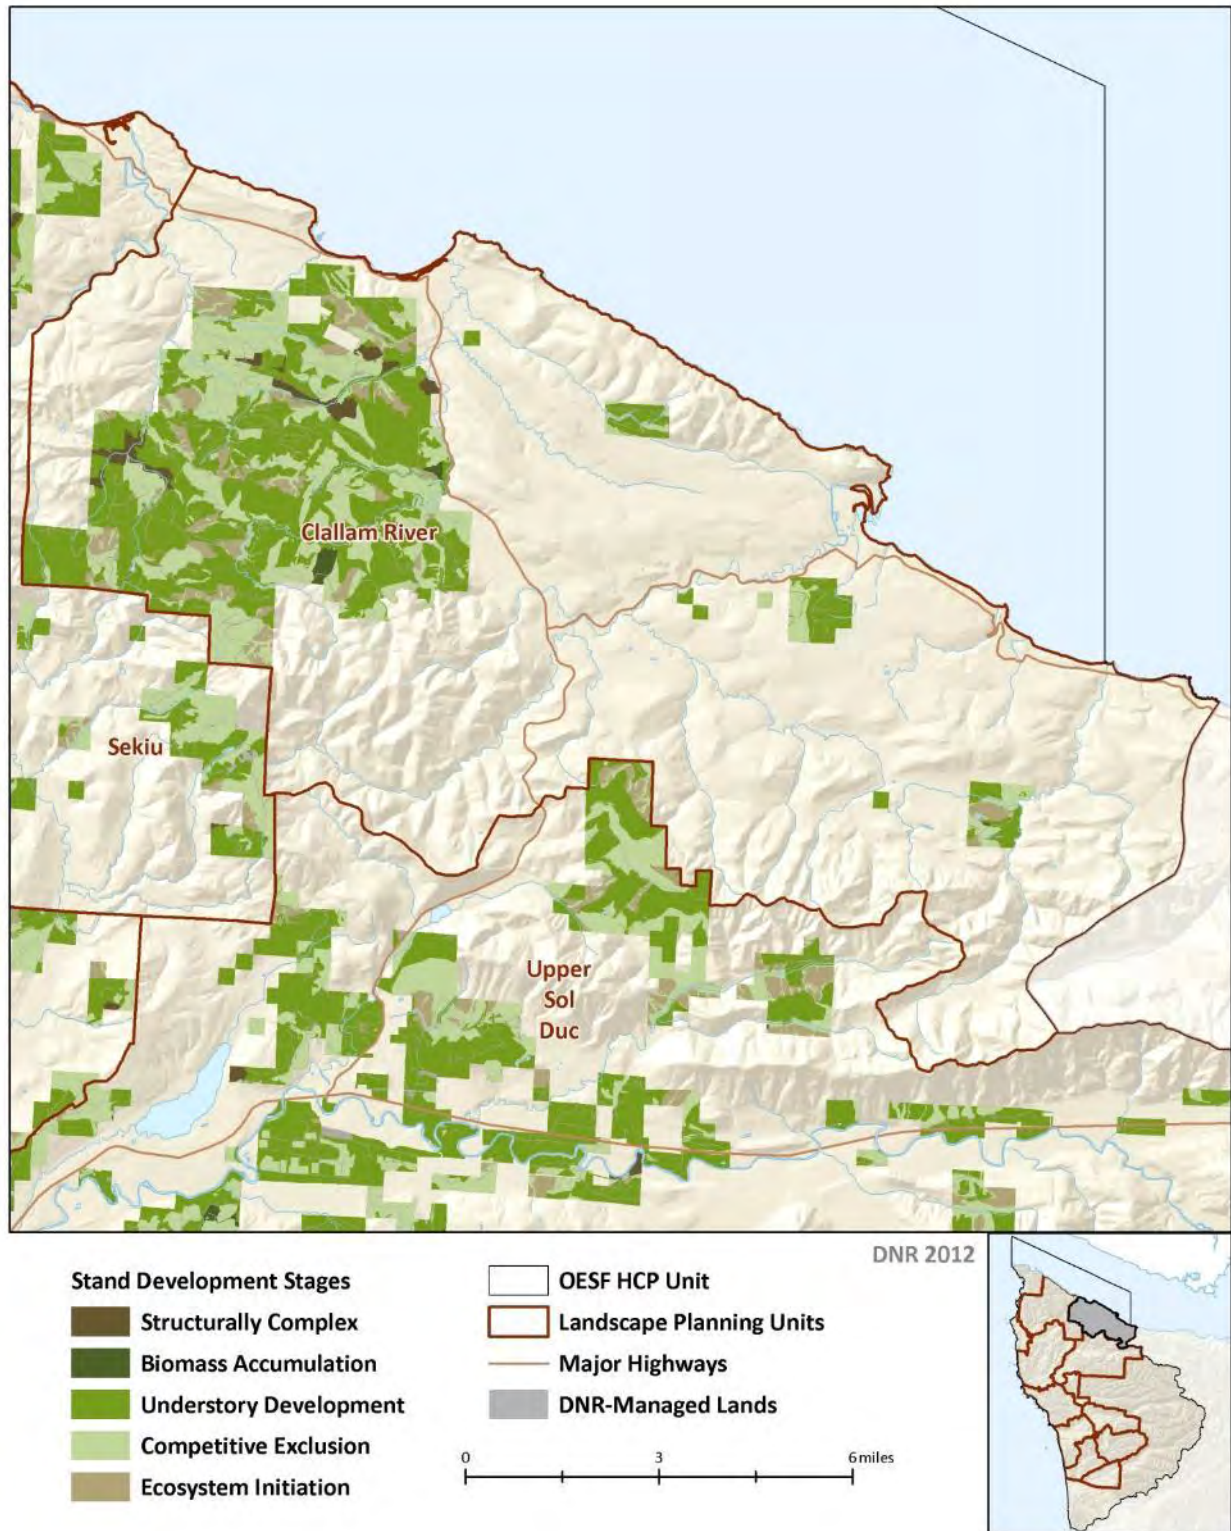 Clallam River
Sekiu
Upper
Sol
Duc
DNR 2012
Stand Development Stages
Structurally Complex
Biomass Accumulation
Understory Development
Competitive Exclusion
Ecosystem Initiation
OESF HCP Unit
Landscape Planning Units
Major Highways
DNR-Managed Lands
0 3 6 miles